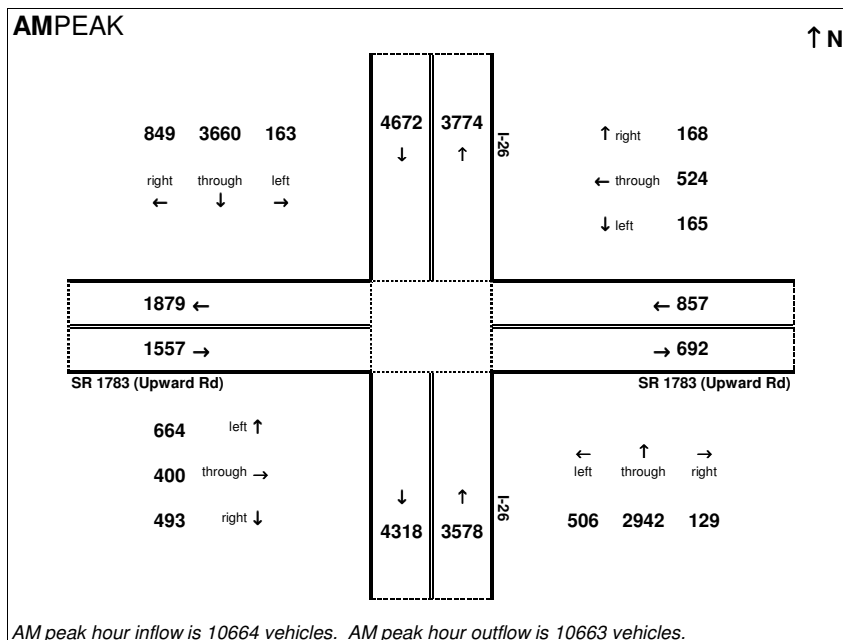 AMPEAK
↑ N
849 3660 163
right through left
← ↓ →
4672 3774
↓ ↑
I-26
↑ right 168
← through 524
↓ left 165
1879 ←
← 857
1557 →
→ 692
SR 1783 (Upward Rd)
SR 1783 (Upward Rd)
664 left ↑
400 through →
493 right ↓
↓ ↑
4318 3578
I-26
← ↑ →
left through right
506 2942 129
AM peak hour inflow is 10664 vehicles. AM peak hour outflow is 10663 vehicles.